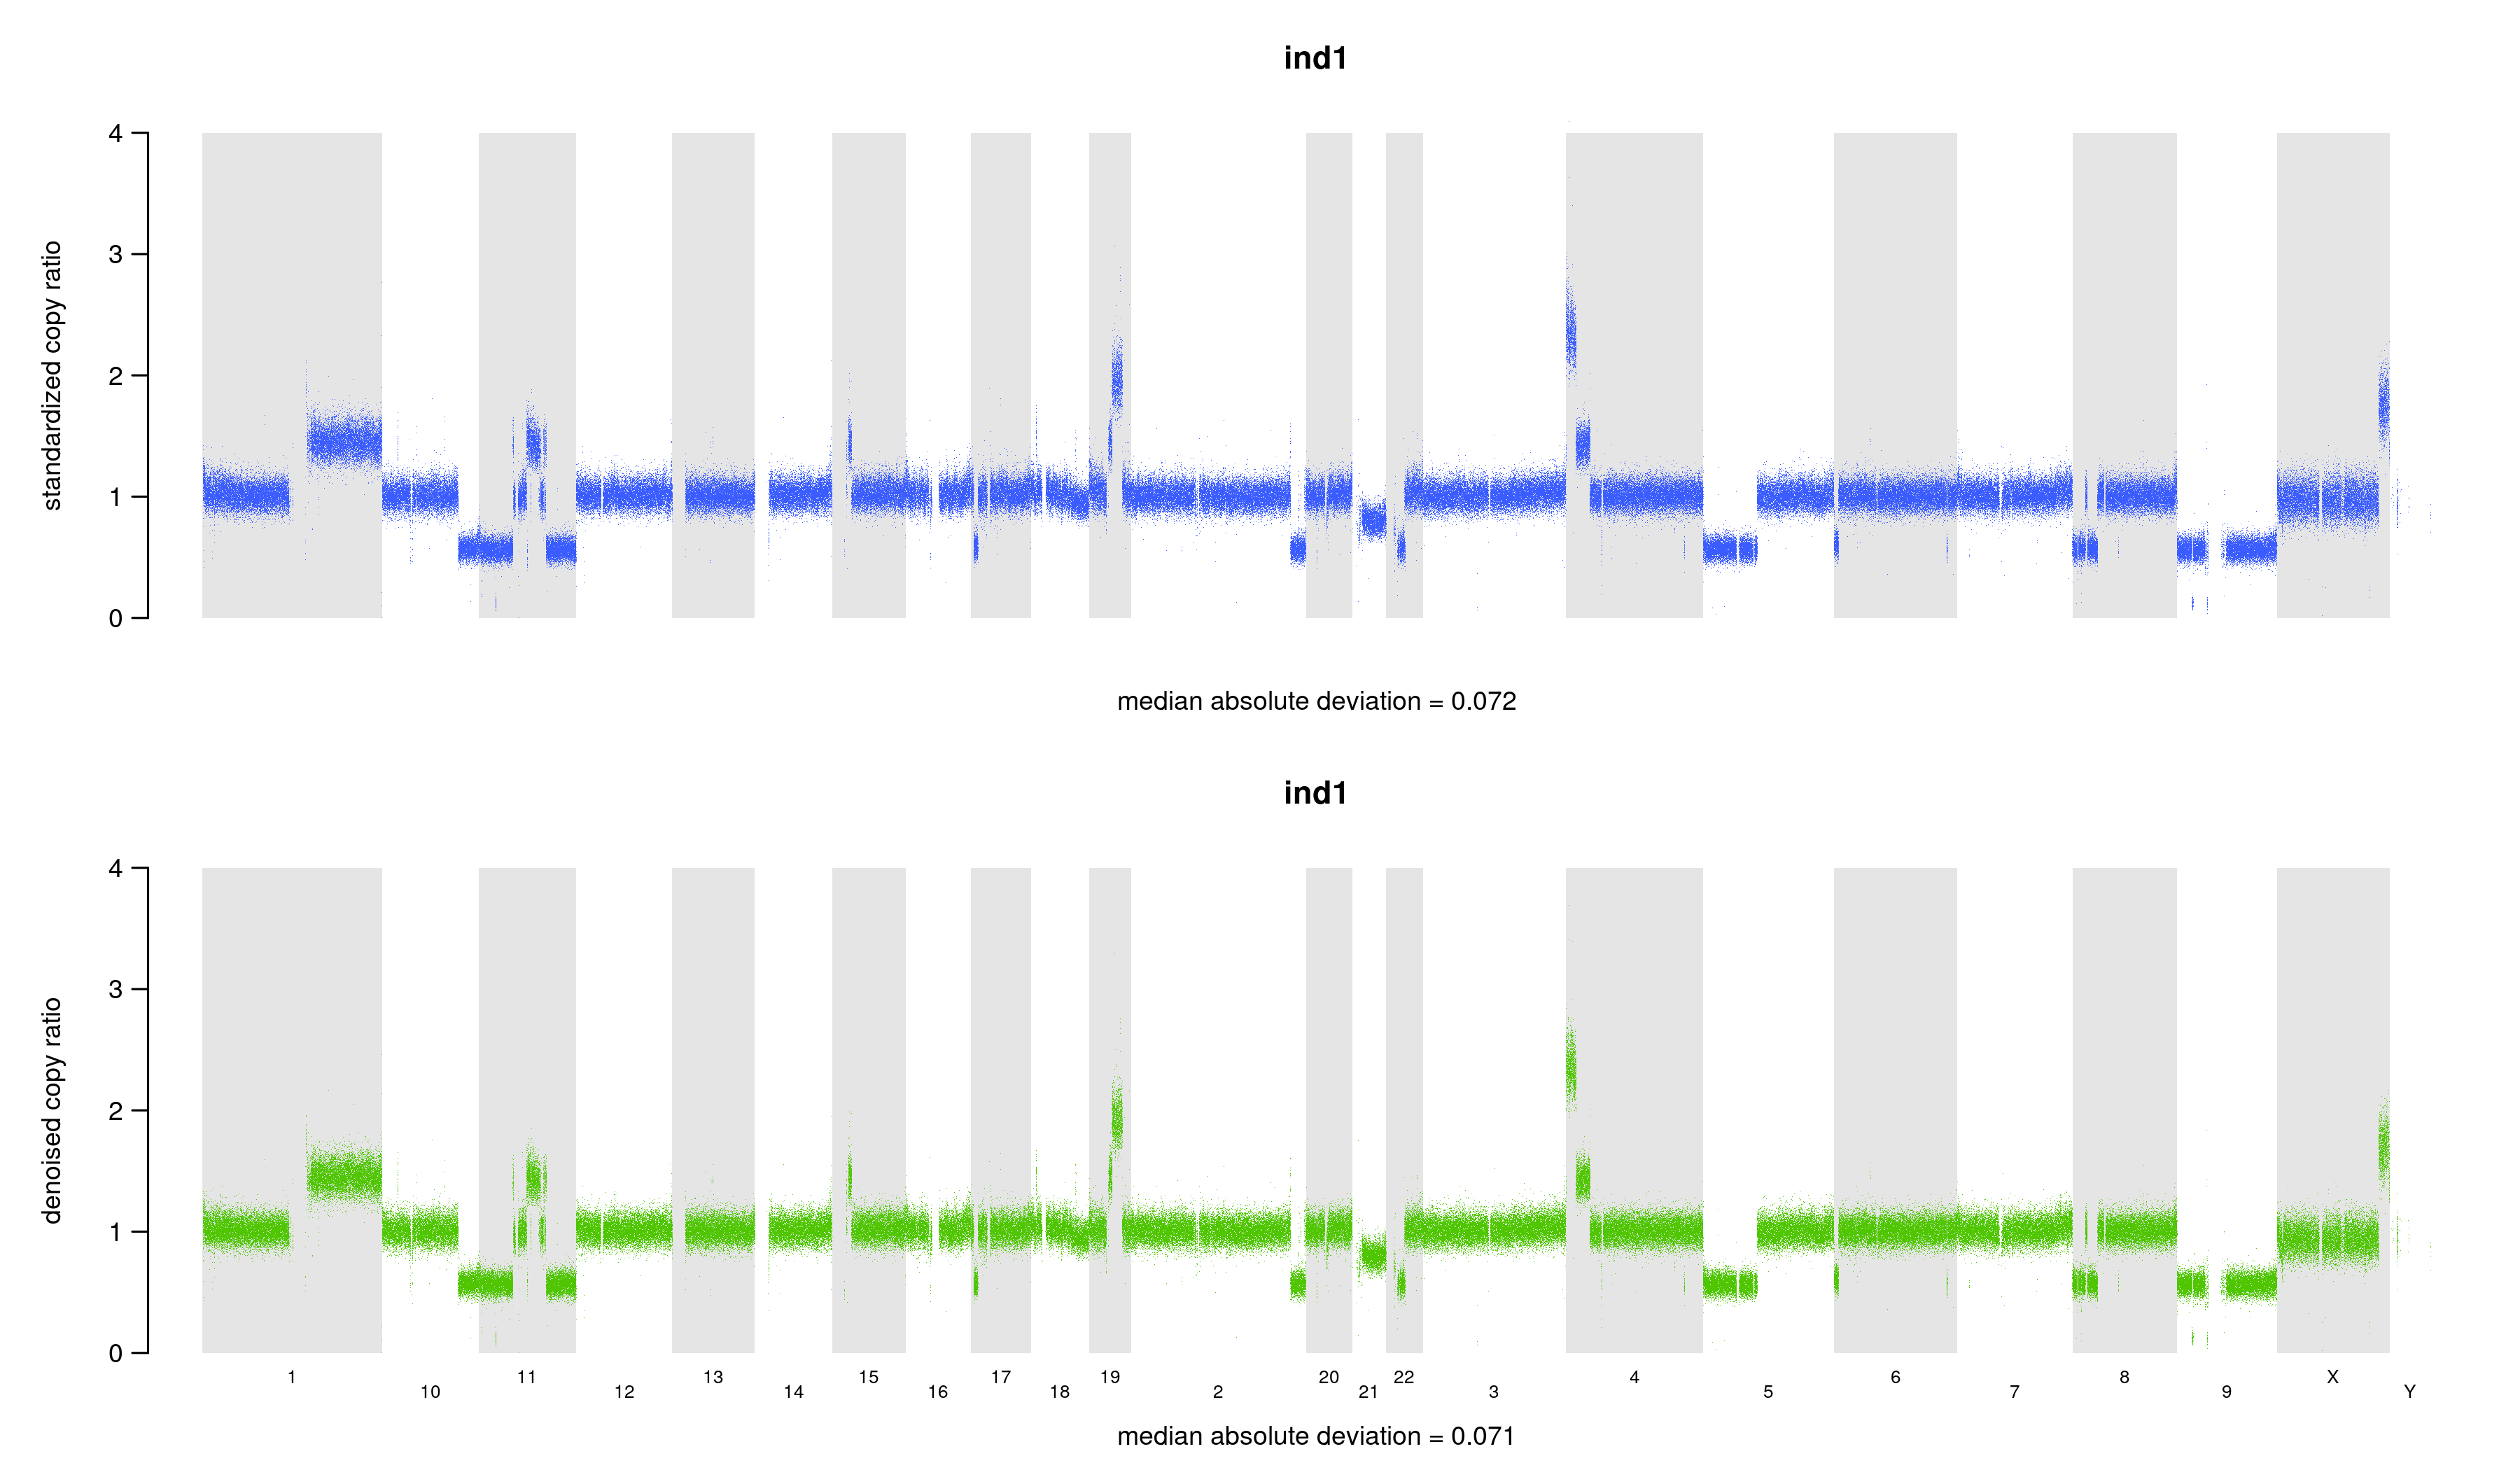 ind1
standardized copy ratio
4
3
2
1
0
median absolute deviation = 0.072
ind1
denoised copy ratio
4
3
2
1
0
1 10 11 12 13 14 15 16 17 18 19 2 20 21 22 3 4 5 6 7 8 9 X Y
median absolute deviation = 0.071